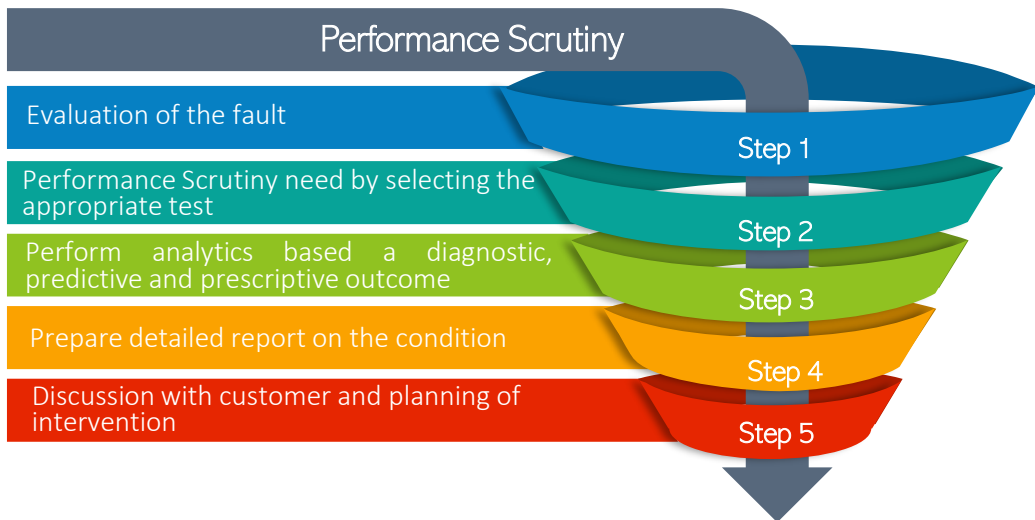 Performance Scrutiny
Evaluation of the fault
Step 1
Performance Scrutiny need by selecting the
appropriate test
Step 2
Perform analytics based a diagnostic,
predictive and prescriptive outcome
Step 3
Prepare detailed report on the condition
Step 4
Discussion with customer and planning of
intervention
Step 5